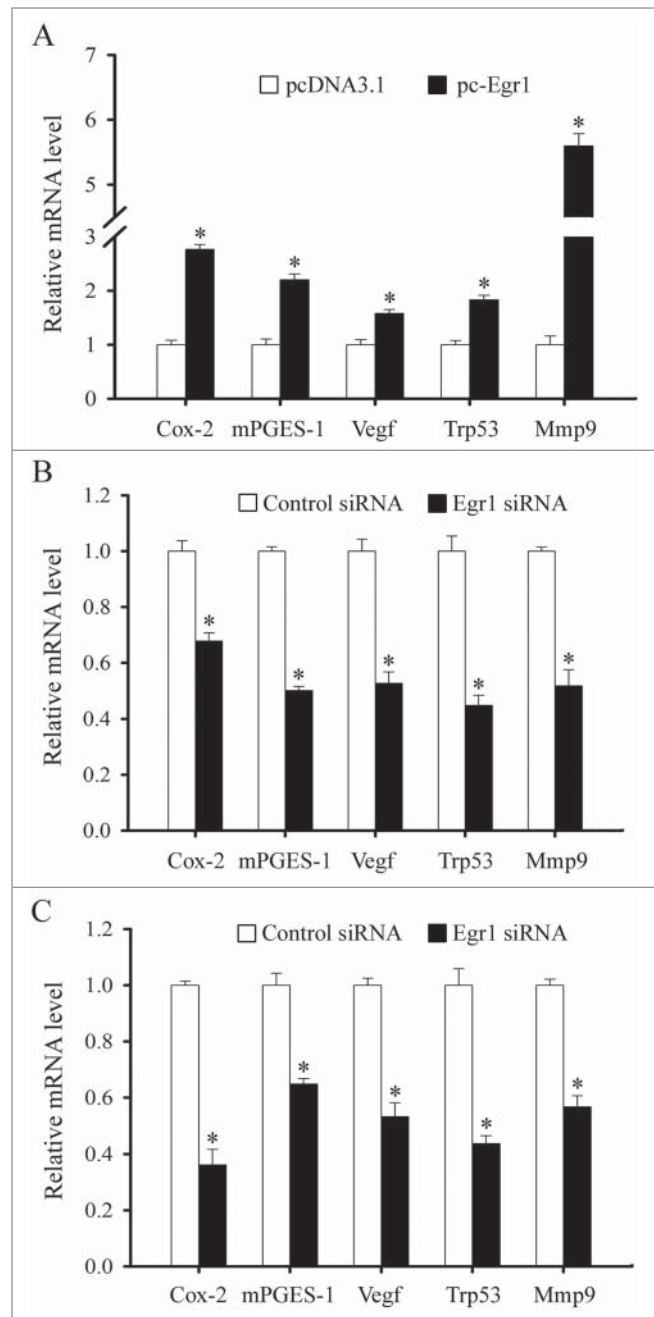 A
pcDNA3.1 pc-Egr1
Relative mRNA level
7
6
5
3
2
1
0
* * * * *
Cox-2 mPGES-1 Vegf Trp53 Mmp9
B
Control siRNA Egr1 siRNA
Relative mRNA level
1.2
1.0
0.8
0.6
0.4
0.2
0.0
* * * * *
Cox-2 mPGES-1 Vegf Trp53 Mmp9
C
Control siRNA Egr1 siRNA
Relative mRNA level
1.2
1.0
0.8
0.6
0.4
0.2
0.0
* * * * *
Cox-2 mPGES-1 Vegf Trp53 Mmp9